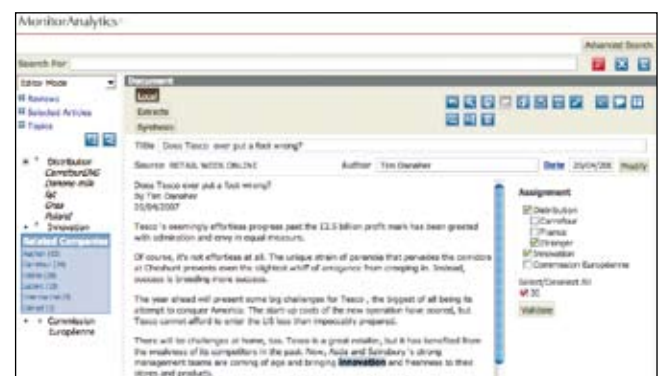 MonitorAnalytics
Advanced Search
Search For
Editor Mode
Document
Reviews
Selected Articles
Topics
Local
Extracts
Synthesis
Title Does Tesco ever put a foot wrong?
Source RETAIL WEEK ONLINE Author Tim Danaher Date Modify
Distribution
Danone milk
Poland
Innovation
Related Companies
Commission
Européenne
Does Tesco ever put a foot wrong?
by Tim Danaher
20/04/2007
Tesco's seemingly effortless progress past the £2.5 billion profit mark has been greeted
with admiration and envy in equal measure.
Of course, it's not effortless at all. The unique strain of paranoia that pervades the corridors
at Cheshunt prevents even the slightest whiff of arrogance from creeping in. Instead,
success is breeding more success.
The year ahead will present some big challenges for Tesco, the biggest of all being its
attempt to conquer America. The start-up costs of the new operation have soared, but
Tesco cannot afford to enter the US less than impeccably prepared.
There will be challenges at home, too. Tesco is a great retailer, but it has benefited from
the weakness of its competitors in the past. Now, Asda and Sainsbury's strong
management teams are coming of age and bringing innovation and freshness to their
stores and products.
Assignment
Distribution
Carrefour
France
Stronger
Innovation
Commission Européenne
Select/Deselect All
Validate